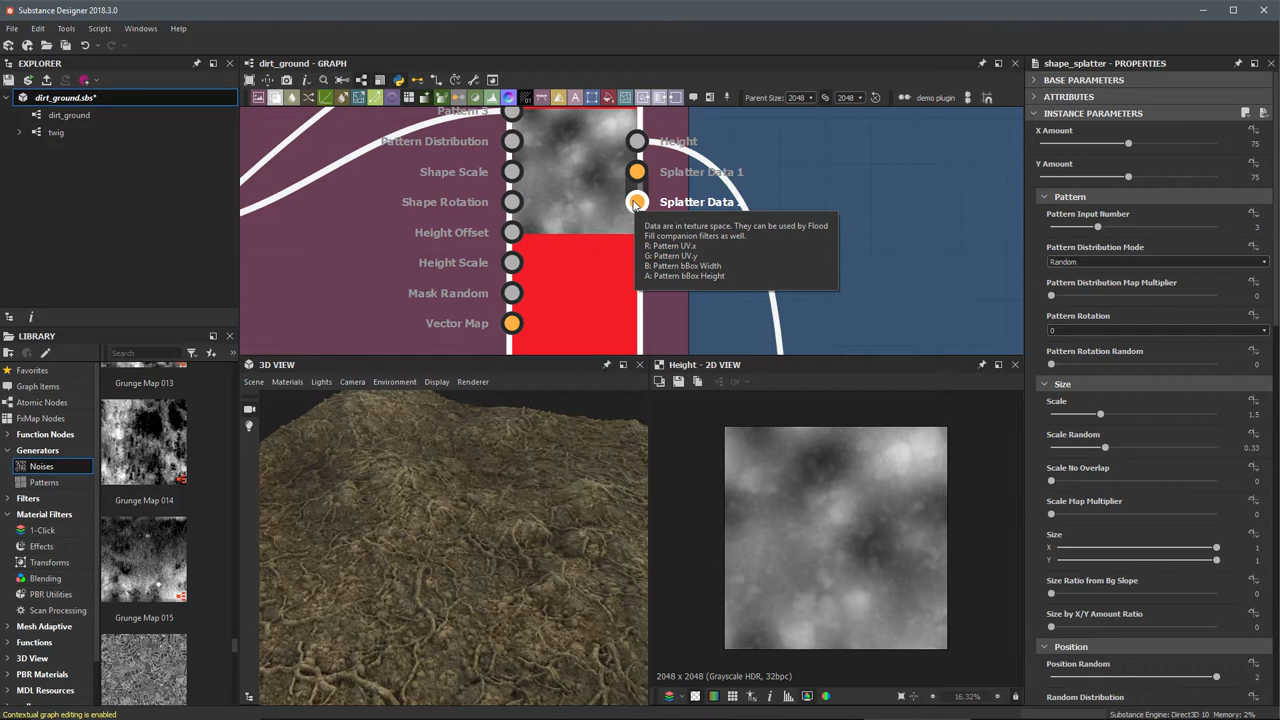 Substance Designer 2018.3.0
File Edit Tools Scripts Windows Help
EXPLORER
dirt_ground.sbs*
dirt_ground
twig
dirt_ground - GRAPH
Parent Size: 2048 2048 demo plugin
Pattern 3
Pattern Distribution
Shape Scale
Shape Rotation
Height Offset
Height Scale
Mask Random
Vector Map
Height
Splatter Data 1
Splatter Data
Data are in texture space. They can be used by Flood
Fill companion filters as well.
R: Pattern UV.x
G: Pattern UV.y
B: Pattern bBox Width
A: Pattern bBox Height
LIBRARY
Search
Favorites
Graph Items
Atomic Nodes
FxMap Nodes
Function Nodes
Generators
Noises
Patterns
Filters
Material Filters
1-Click
Effects
Transforms
Blending
PBR Utilities
Scan Processing
Mesh Adaptive
Functions
3D View
PBR Materials
MDL Resources
Grunge Map 013
Grunge Map 014
Grunge Map 015
3D VIEW
Scene Materials Lights Camera Environment Display Renderer
Height - 2D VIEW
UV
2048 x 2048 (Grayscale HDR, 32bpc)
16.32%
shape_splatter - PROPERTIES
BASE PARAMETERS
ATTRIBUTES
INSTANCE PARAMETERS
X Amount
75
Y Amount
75
Pattern
Pattern Input Number
3
Pattern Distribution Mode
Random
Pattern Distribution Map Multiplier
0
Pattern Rotation
0
Pattern Rotation Random
0
Size
Scale
1.5
Scale Random
0.33
Scale No Overlap
0
Scale Map Multiplier
0
Size
X 1
Y 1
Size Ratio from Bg Slope
0
Size by X/Y Amount Ratio
0
Position
Position Random
2
Random Distribution
Contextual graph editing is enabled
Substance Engine: Direct3D 10 Memory: 2%